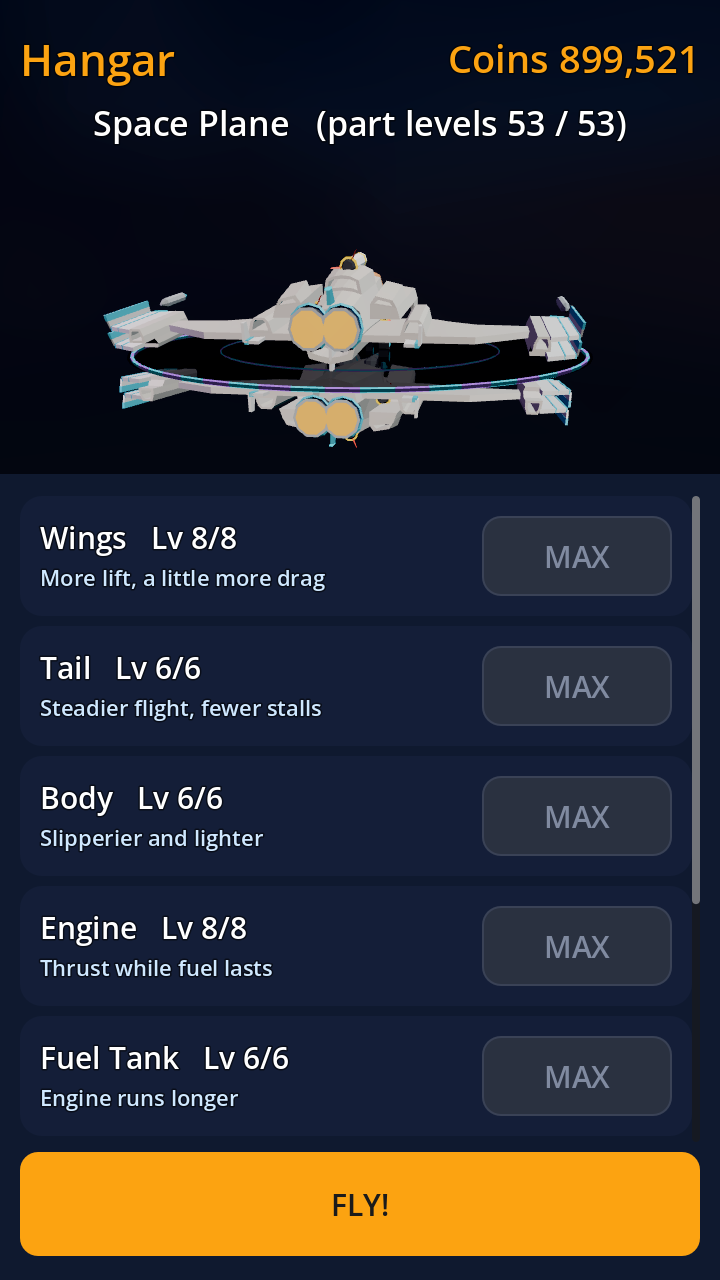 Hangar
Coins 899,521
Space Plane (part levels 53 / 53)
Wings Lv 8/8
More lift, a little more drag
MAX
Tail Lv 6/6
Steadier flight, fewer stalls
MAX
Body Lv 6/6
Slipperier and lighter
MAX
Engine Lv 8/8
Thrust while fuel lasts
MAX
Fuel Tank Lv 6/6
Engine runs longer
MAX
FLY!